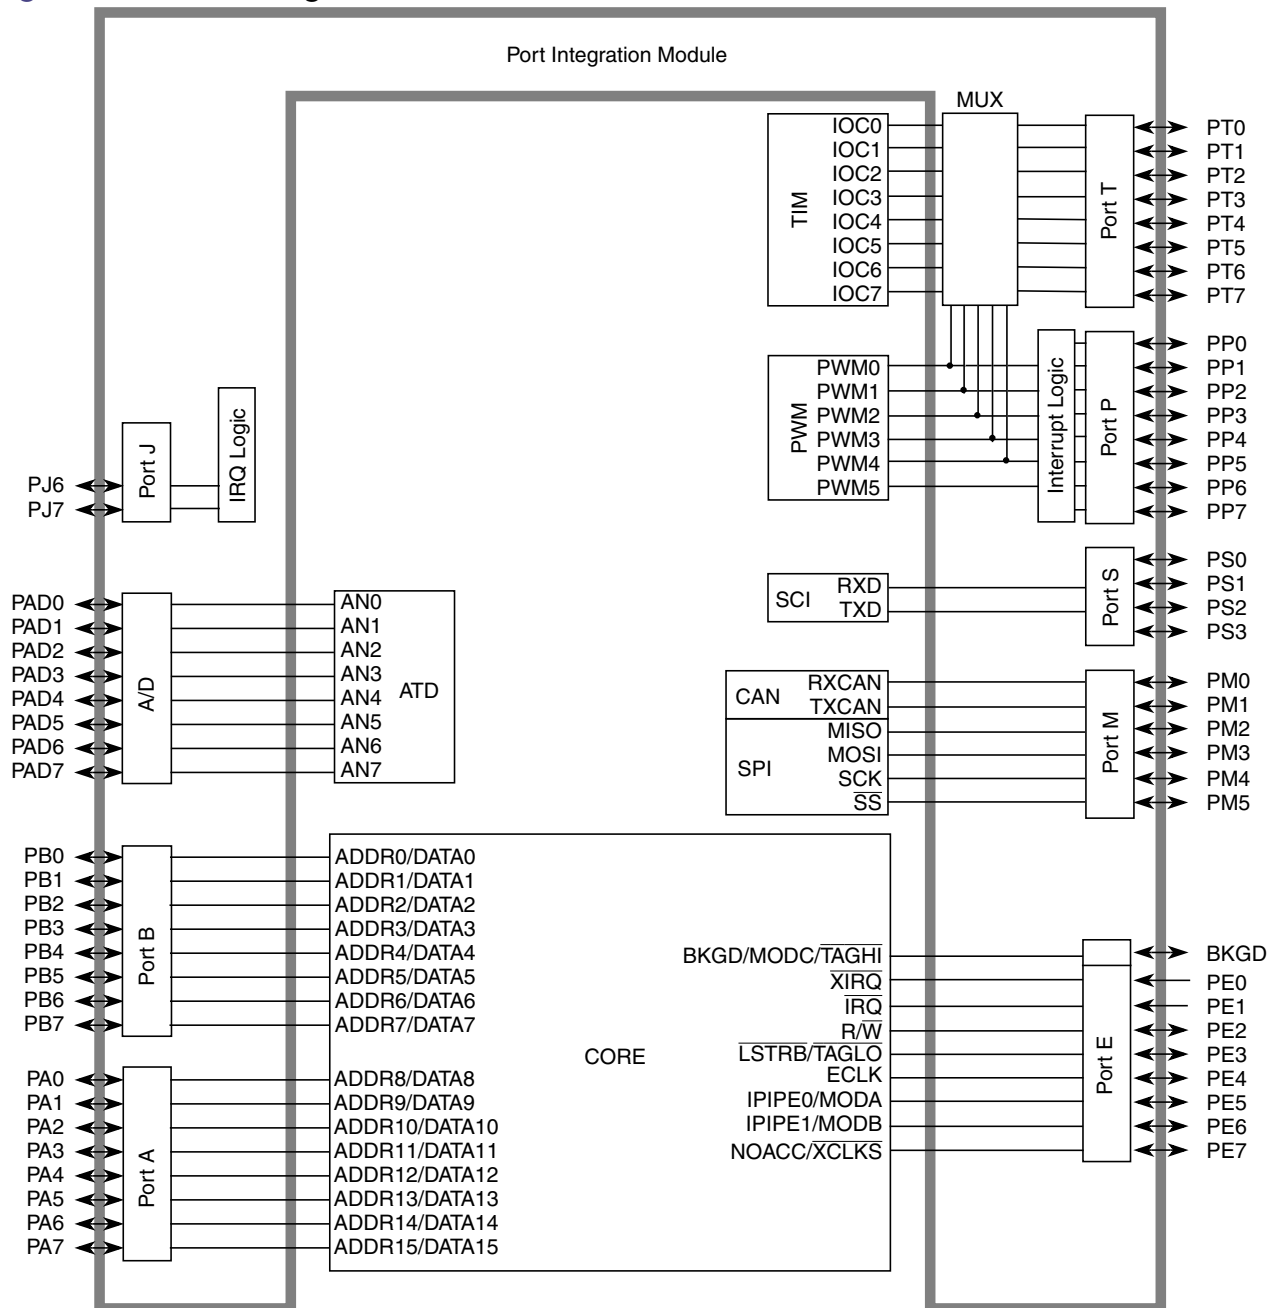 Port Integration Module
MUX
TIM
IOC0
IOC1
IOC2
IOC3
IOC4
IOC5
IOC6
IOC7
Port T
PT0
PT1
PT2
PT3
PT4
PT5
PT6
PT7
PWM
PWM0
PWM1
PWM2
PWM3
PWM4
PWM5
Interrupt Logic
Port P
PP0
PP1
PP2
PP3
PP4
PP5
PP6
PP7
PJ6
PJ7
Port J
IRQ Logic
SCI
RXD
TXD
Port S
PS0
PS1
PS2
PS3
PAD0
PAD1
PAD2
PAD3
PAD4
PAD5
PAD6
PAD7
A/D
AN0
AN1
AN2
AN3
AN4
AN5
AN6
AN7
ATD
CAN
RXCAN
TXCAN
SPI
MISO
MOSI
SCK
SS
Port M
PM0
PM1
PM2
PM3
PM4
PM5
PB0
PB1
PB2
PB3
PB4
PB5
PB6
PB7
Port B
ADDR0/DATA0
ADDR1/DATA1
ADDR2/DATA2
ADDR3/DATA3
ADDR4/DATA4
ADDR5/DATA5
ADDR6/DATA6
ADDR7/DATA7
PA0
PA1
PA2
PA3
PA4
PA5
PA6
PA7
Port A
ADDR8/DATA8
ADDR9/DATA9
ADDR10/DATA10
ADDR11/DATA11
ADDR12/DATA12
ADDR13/DATA13
ADDR14/DATA14
ADDR15/DATA15
CORE
BKGD/MODC/TAGHI
XIRQ
IRQ
R/W
LSTRB/TAGLO
ECLK
IPIPE0/MODA
IPIPE1/MODB
NOACC/XCLKS
Port E
BKGD
PE0
PE1
PE2
PE3
PE4
PE5
PE6
PE7